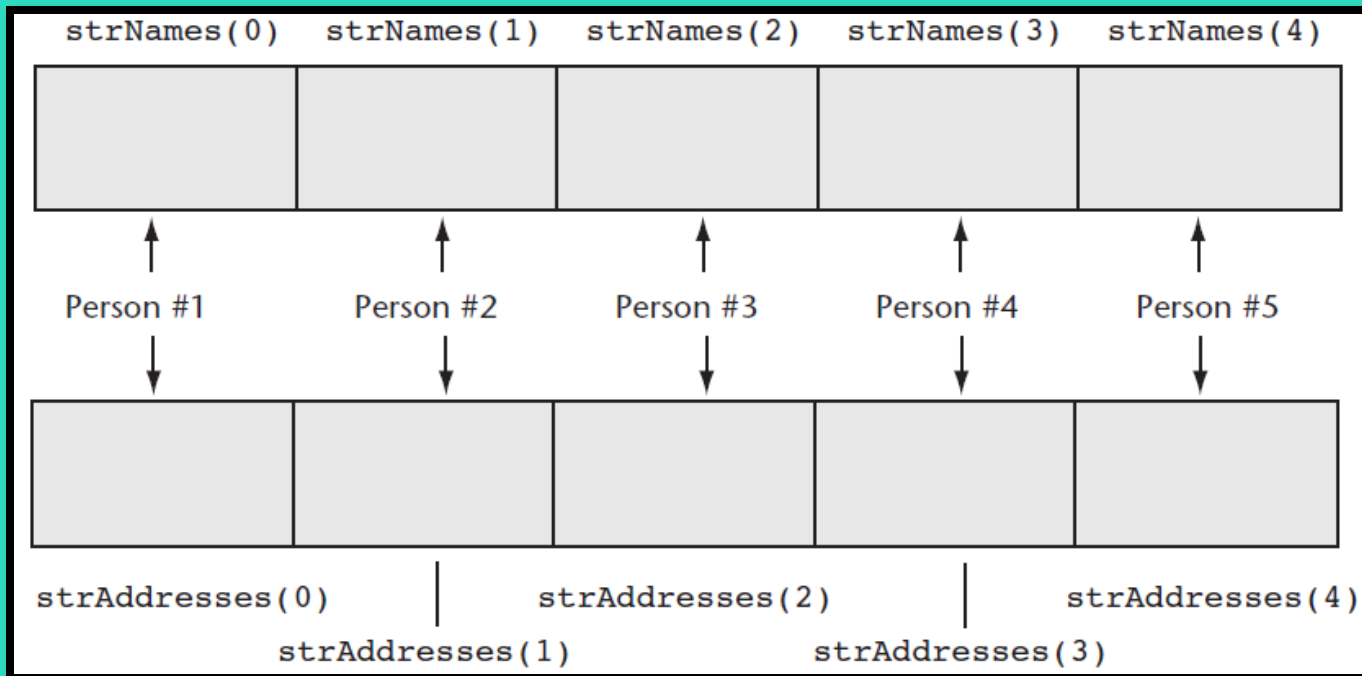 strNames(0) strNames(1) strNames(2) strNames(3) strNames(4)
Person #1 Person #2 Person #3 Person #4 Person #5
strAddresses(0) strAddresses(2) strAddresses(4)
strAddresses(1) strAddresses(3)